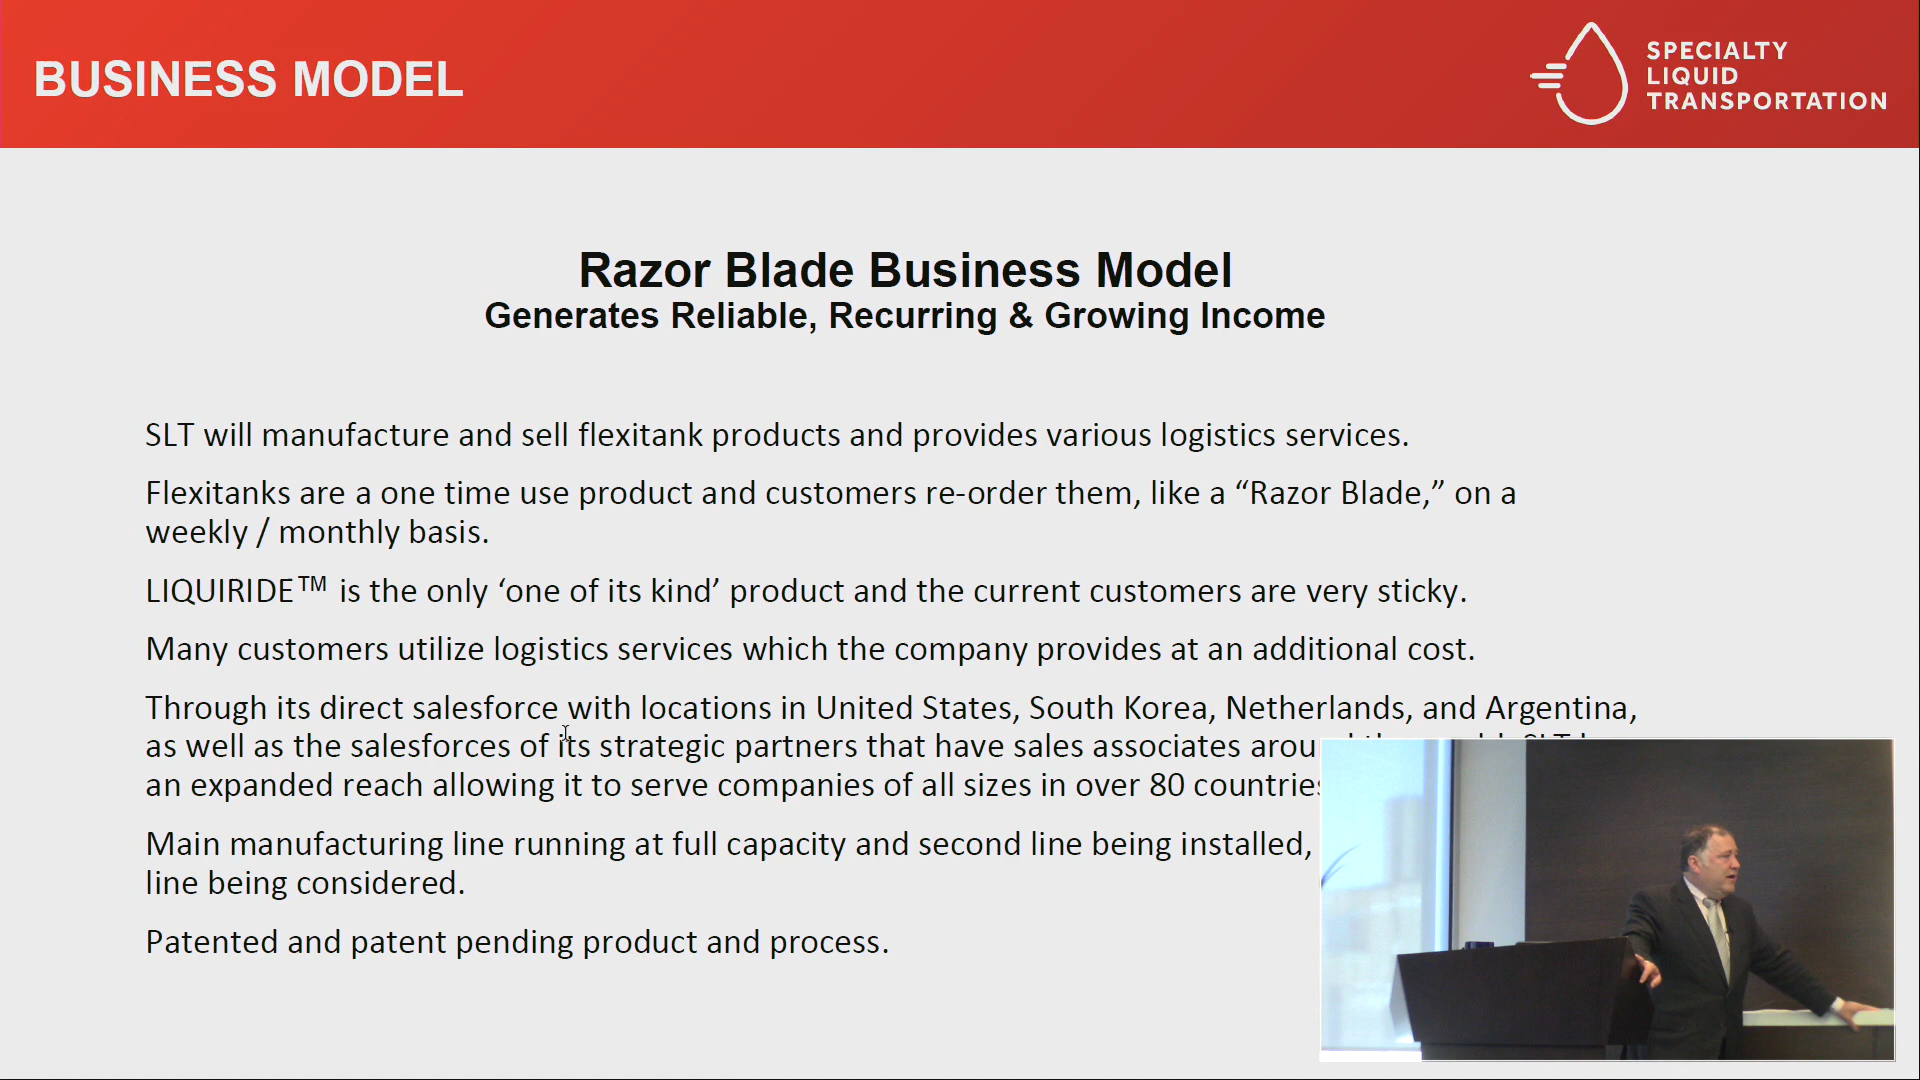 BUSINESS MODEL
SPECIALTY
LIQUID
TRANSPORTATION
Razor Blade Business Model
Generates Reliable, Recurring & Growing Income
SLT will manufacture and sell flexitank products and provides various logistics services.
Flexitanks are a one time use product and customers re-order them, like a “Razor Blade,” on a
weekly / monthly basis.
LIQUIRIDE™ is the only ‘one of its kind’ product and the current customers are very sticky.
Many customers utilize logistics services which the company provides at an additional cost.
Through its direct salesforce with locations in United States, South Korea, Netherlands, and Argentina,
as well as the salesforces of its strategic partners that have sales associates
an expanded reach allowing it to serve companies of all sizes in over 80 countries
Main manufacturing line running at full capacity and second line being installed,
line being considered.
Patented and patent pending product and process.